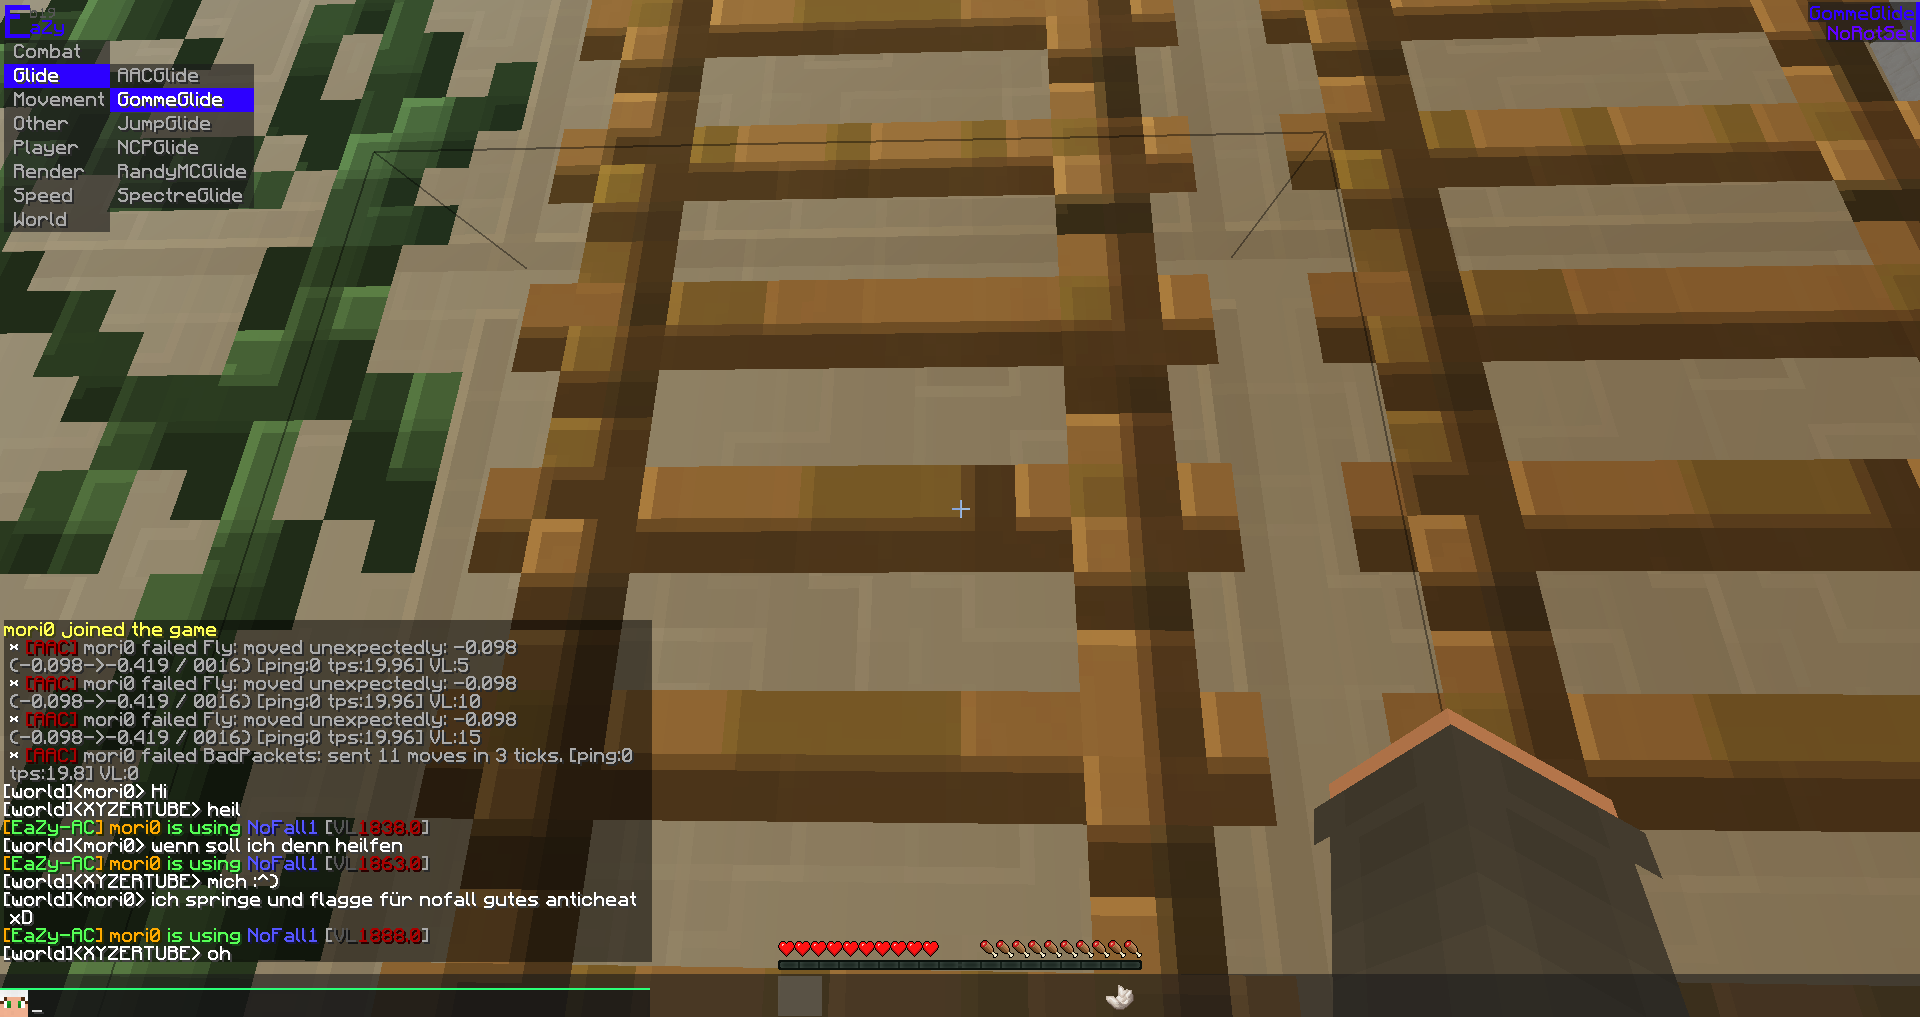 EaZy
b19
Combat
Glide
Movement
Other
Player
Render
Speed
World
AACGlide
GommeGlide
JumpGlide
NCPGlide
RandyMCGlide
SpectreGlide
GommeGlide
NoRotSet
mori0 joined the game
× [AAC] mori0 failed Fly: moved unexpectedly: -0.098
(-0.098->-0.419 / 0016) [ping:0 tps:19.96] VL:5
× [AAC] mori0 failed Fly: moved unexpectedly: -0.098
(-0.098->-0.419 / 0016) [ping:0 tps:19.96] VL:10
× [AAC] mori0 failed Fly: moved unexpectedly: -0.098
(-0.098->-0.419 / 0016) [ping:0 tps:19.96] VL:15
× [AAC] mori0 failed BadPackets: sent 11 moves in 3 ticks. [ping:0
tps:19.8] VL:0
[world]<mori0> Hi
[world]<XYZERTUBE> heil
[EaZy-AC] mori0 is using NoFall1 [VL1838.0]
[world]<mori0> wenn soll ich denn heilfen
[EaZy-AC] mori0 is using NoFall1 [VL1863.0]
[world]<XYZERTUBE> mich :^)
[world]<mori0> ich springe und flagge für nofall gutes anticheat
xD
[EaZy-AC] mori0 is using NoFall1 [VL1888.0]
[world]<XYZERTUBE> oh
_